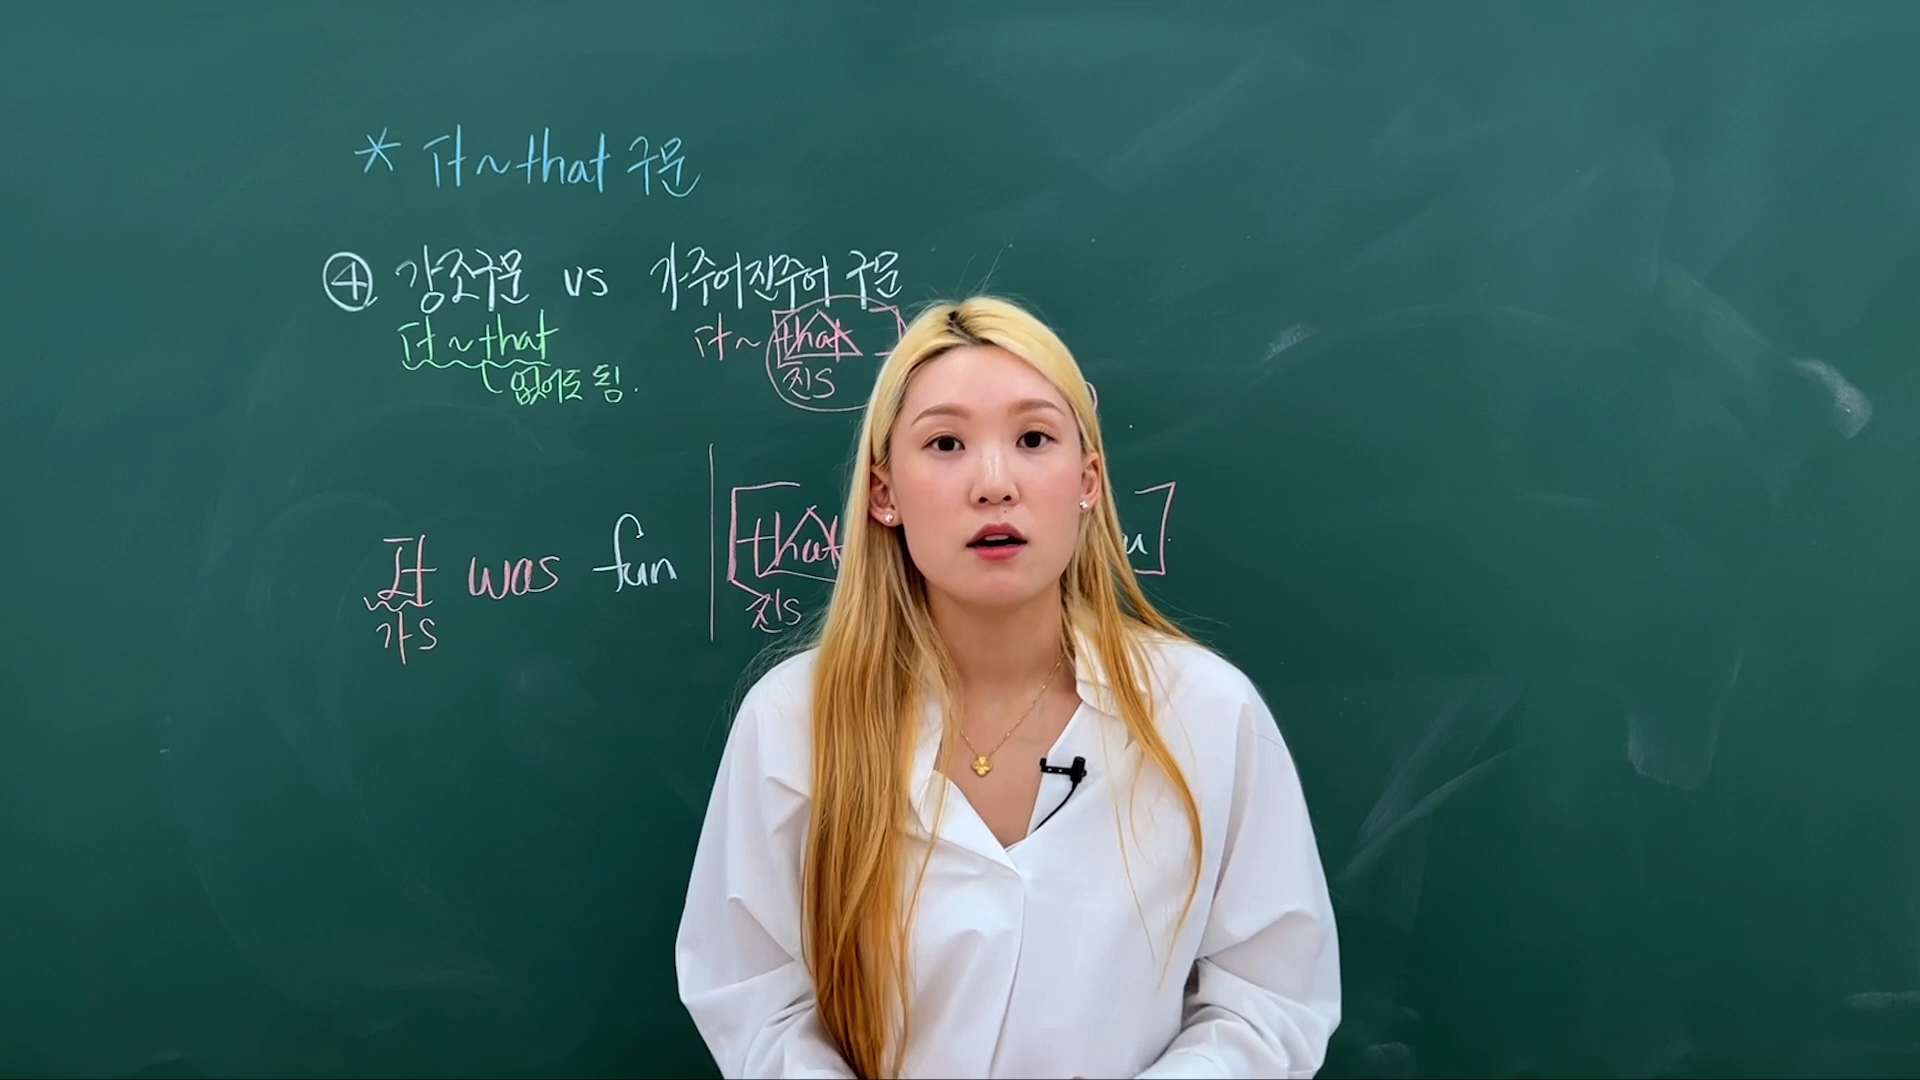 * It ~ that 구문
④ 강조구문 vs 가주어진주어 구문
It ~ that It ~ that
없어도 됨. 진S
It was fun that u
가S 진S